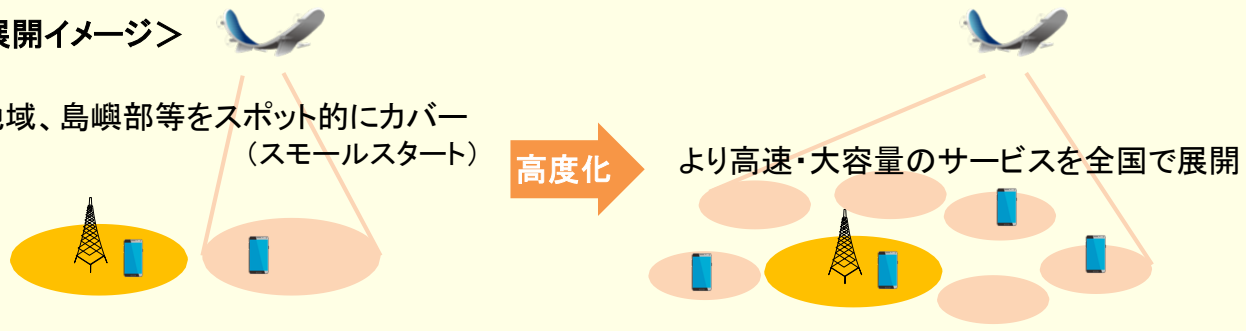 展開イメージ＞
地域、島嶼部等をスポット的にカバー
（スモールスタート）
高度化
より高速・大容量のサービスを全国で展開